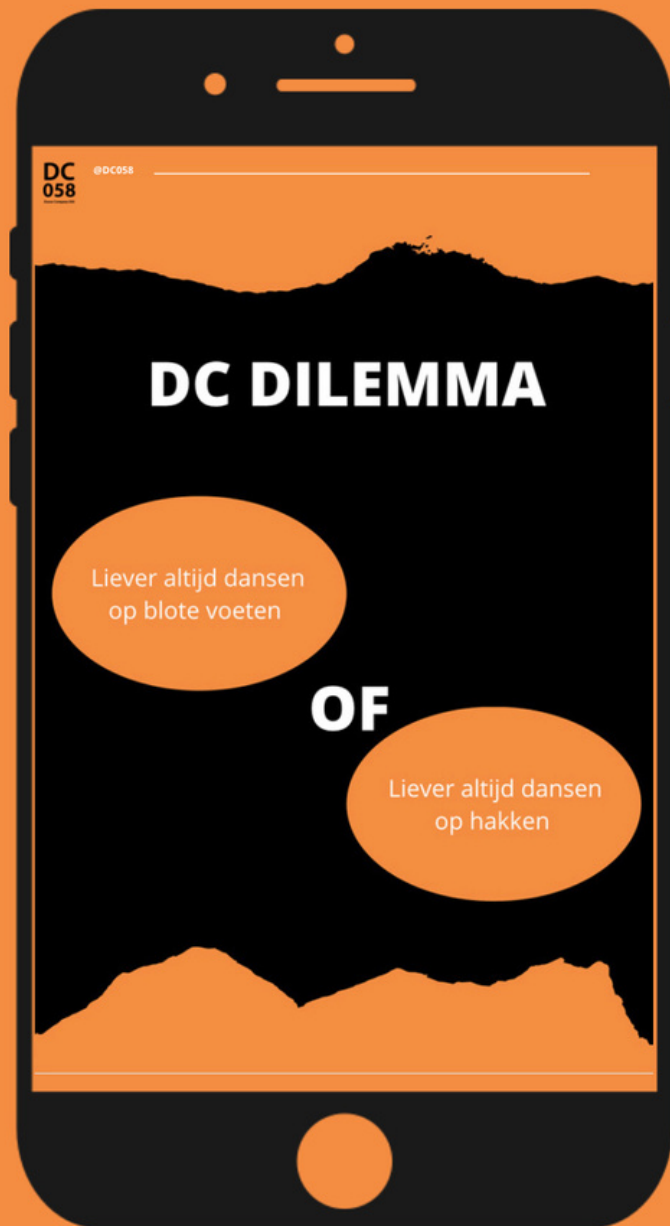 DC
058
@DC058
DC DILEMMA
Liever altijd dansen
op blote voeten
OF
Liever altijd dansen
op hakken